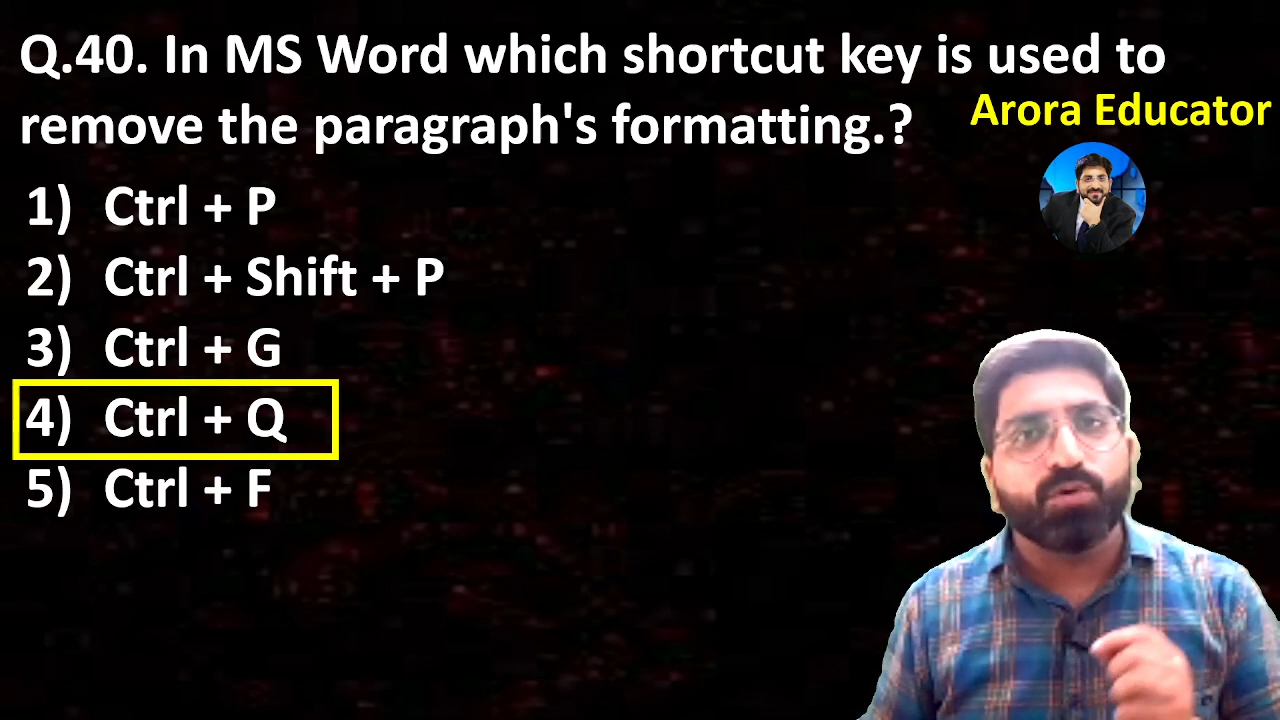 Q.40. In MS Word which shortcut key is used to
remove the paragraph's formatting.?
Arora Educator
1) Ctrl + P
2) Ctrl + Shift + P
3) Ctrl + G
4) Ctrl + Q
5) Ctrl + F